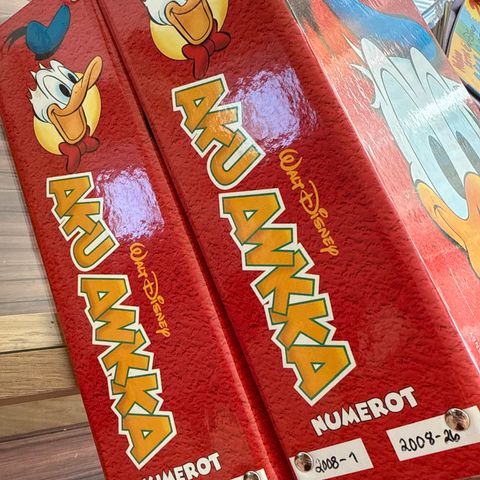 AKU ANKKA
WALT DISNEY
NUMEROT
AKU ANKKA
WALT DISNEY
NUMEROT
2008-1
2008-26